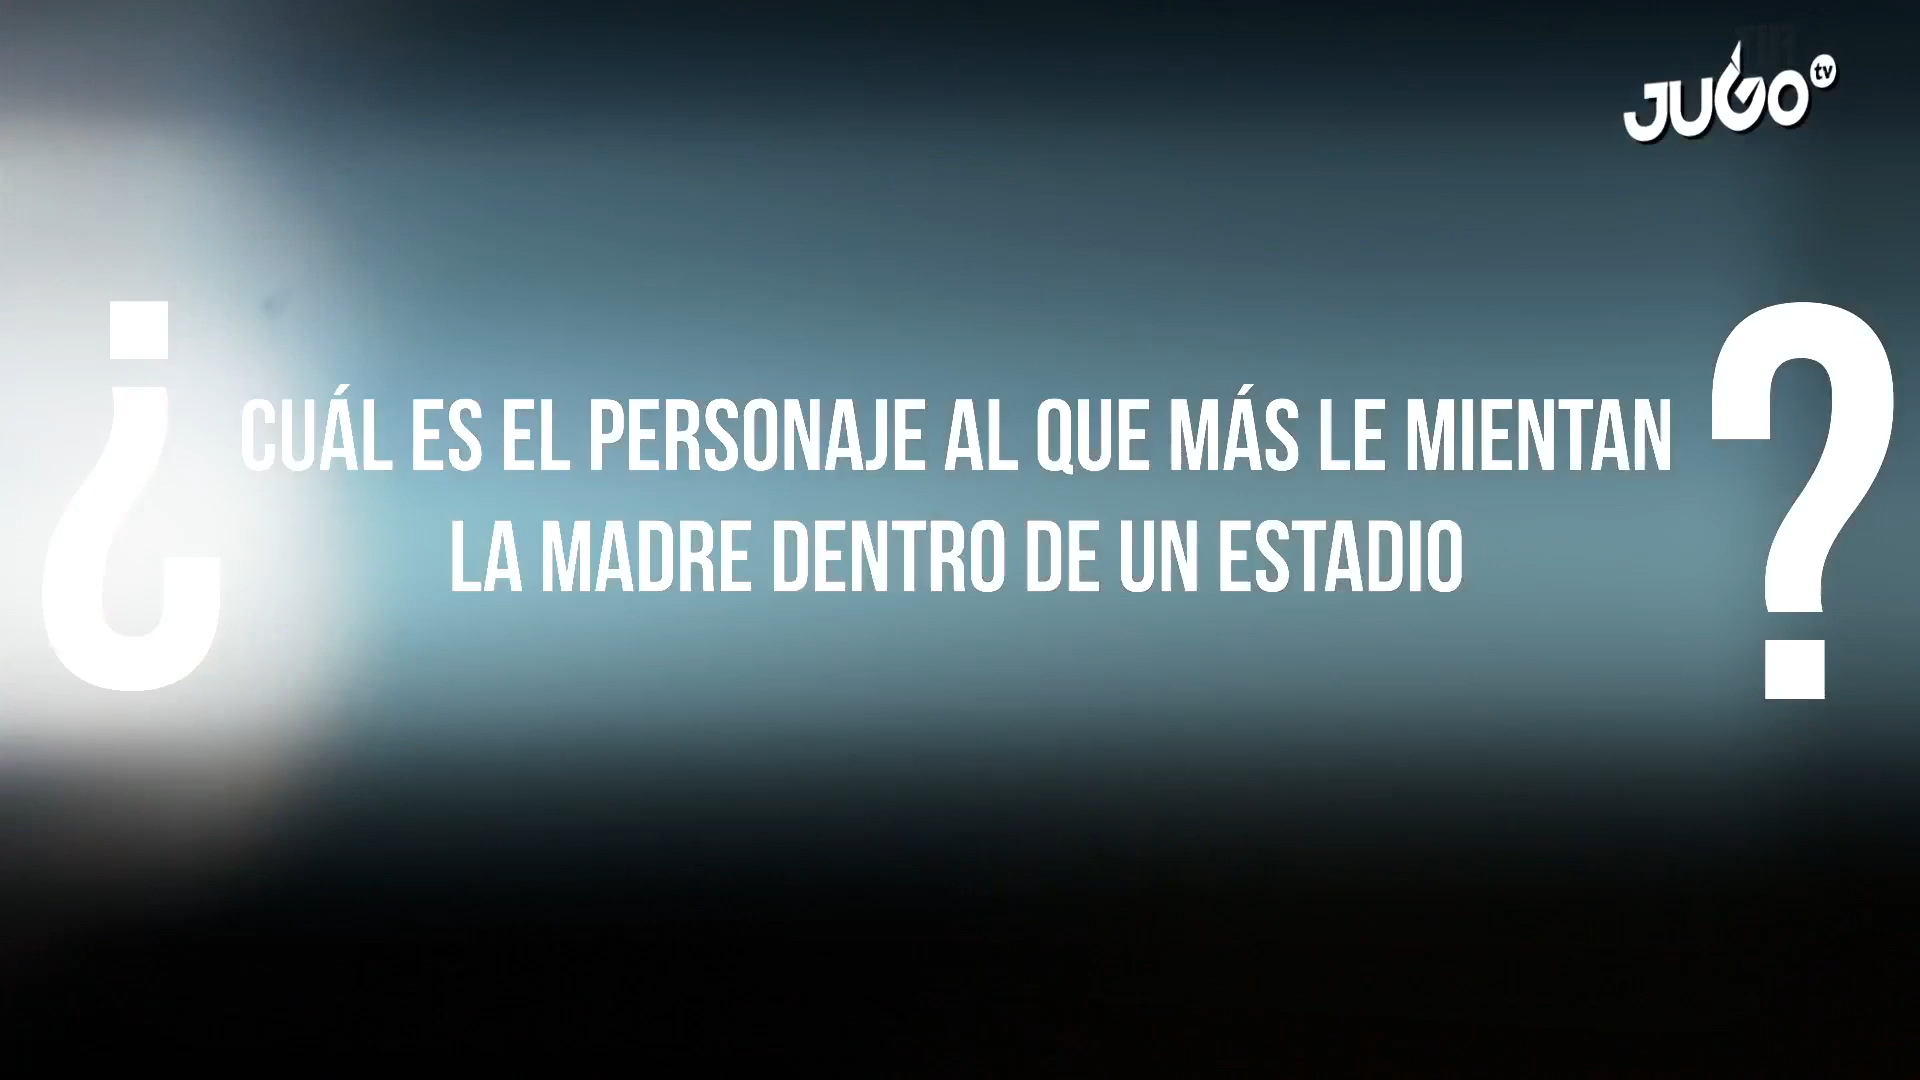 JUGO tv
¿CUÁL ES EL PERSONAJE AL QUE MÁS LE MIENTAN
LA MADRE DENTRO DE UN ESTADIO?